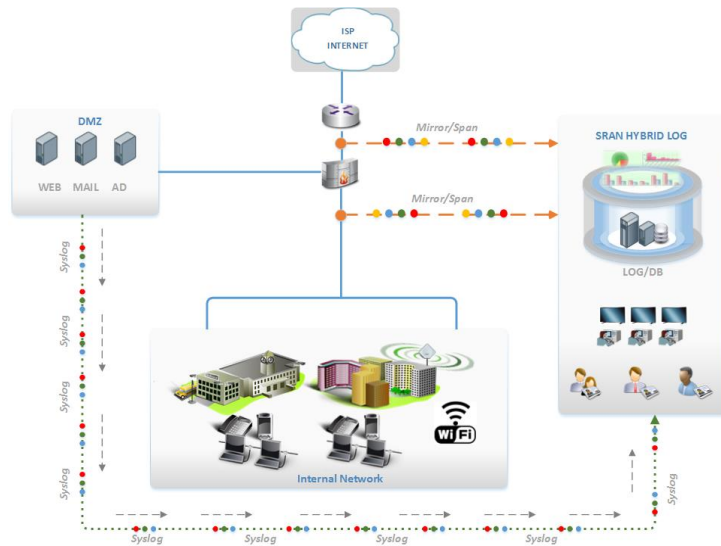 ISP
INTERNET
DMZ
WEB MAIL AD
Mirror/Span
Mirror/Span
SRAN HYBRID LOG
LOG/DB
Syslog
Syslog
Syslog
Syslog
WiFi
Internal Network
Syslog
Syslog
Syslog
Syslog
Syslog
Syslog